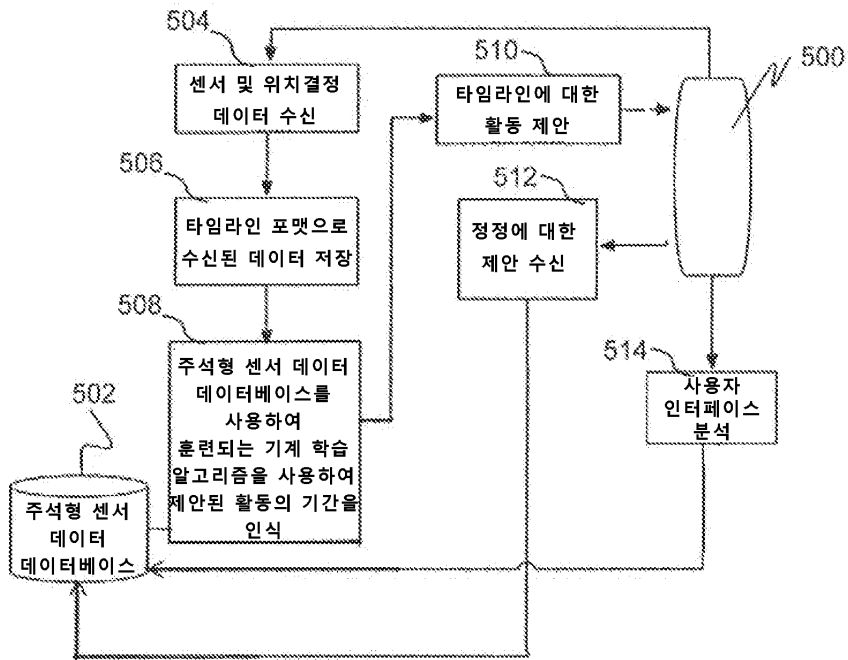 504
센서 및 위치결정
데이터 수신
506
타임라인 포맷으로
수신된 데이터 저장
508
주석형 센서 데이터
데이터베이스를
사용하여
훈련되는 기계 학습
알고리즘을 사용하여
제안된 활동의 기간을
인식
502
주석형 센서
데이터
데이터베이스
510
타임라인에 대한
활동 제안
512
정정에 대한
제안 수신
500
514
사용자
인터페이스
분석